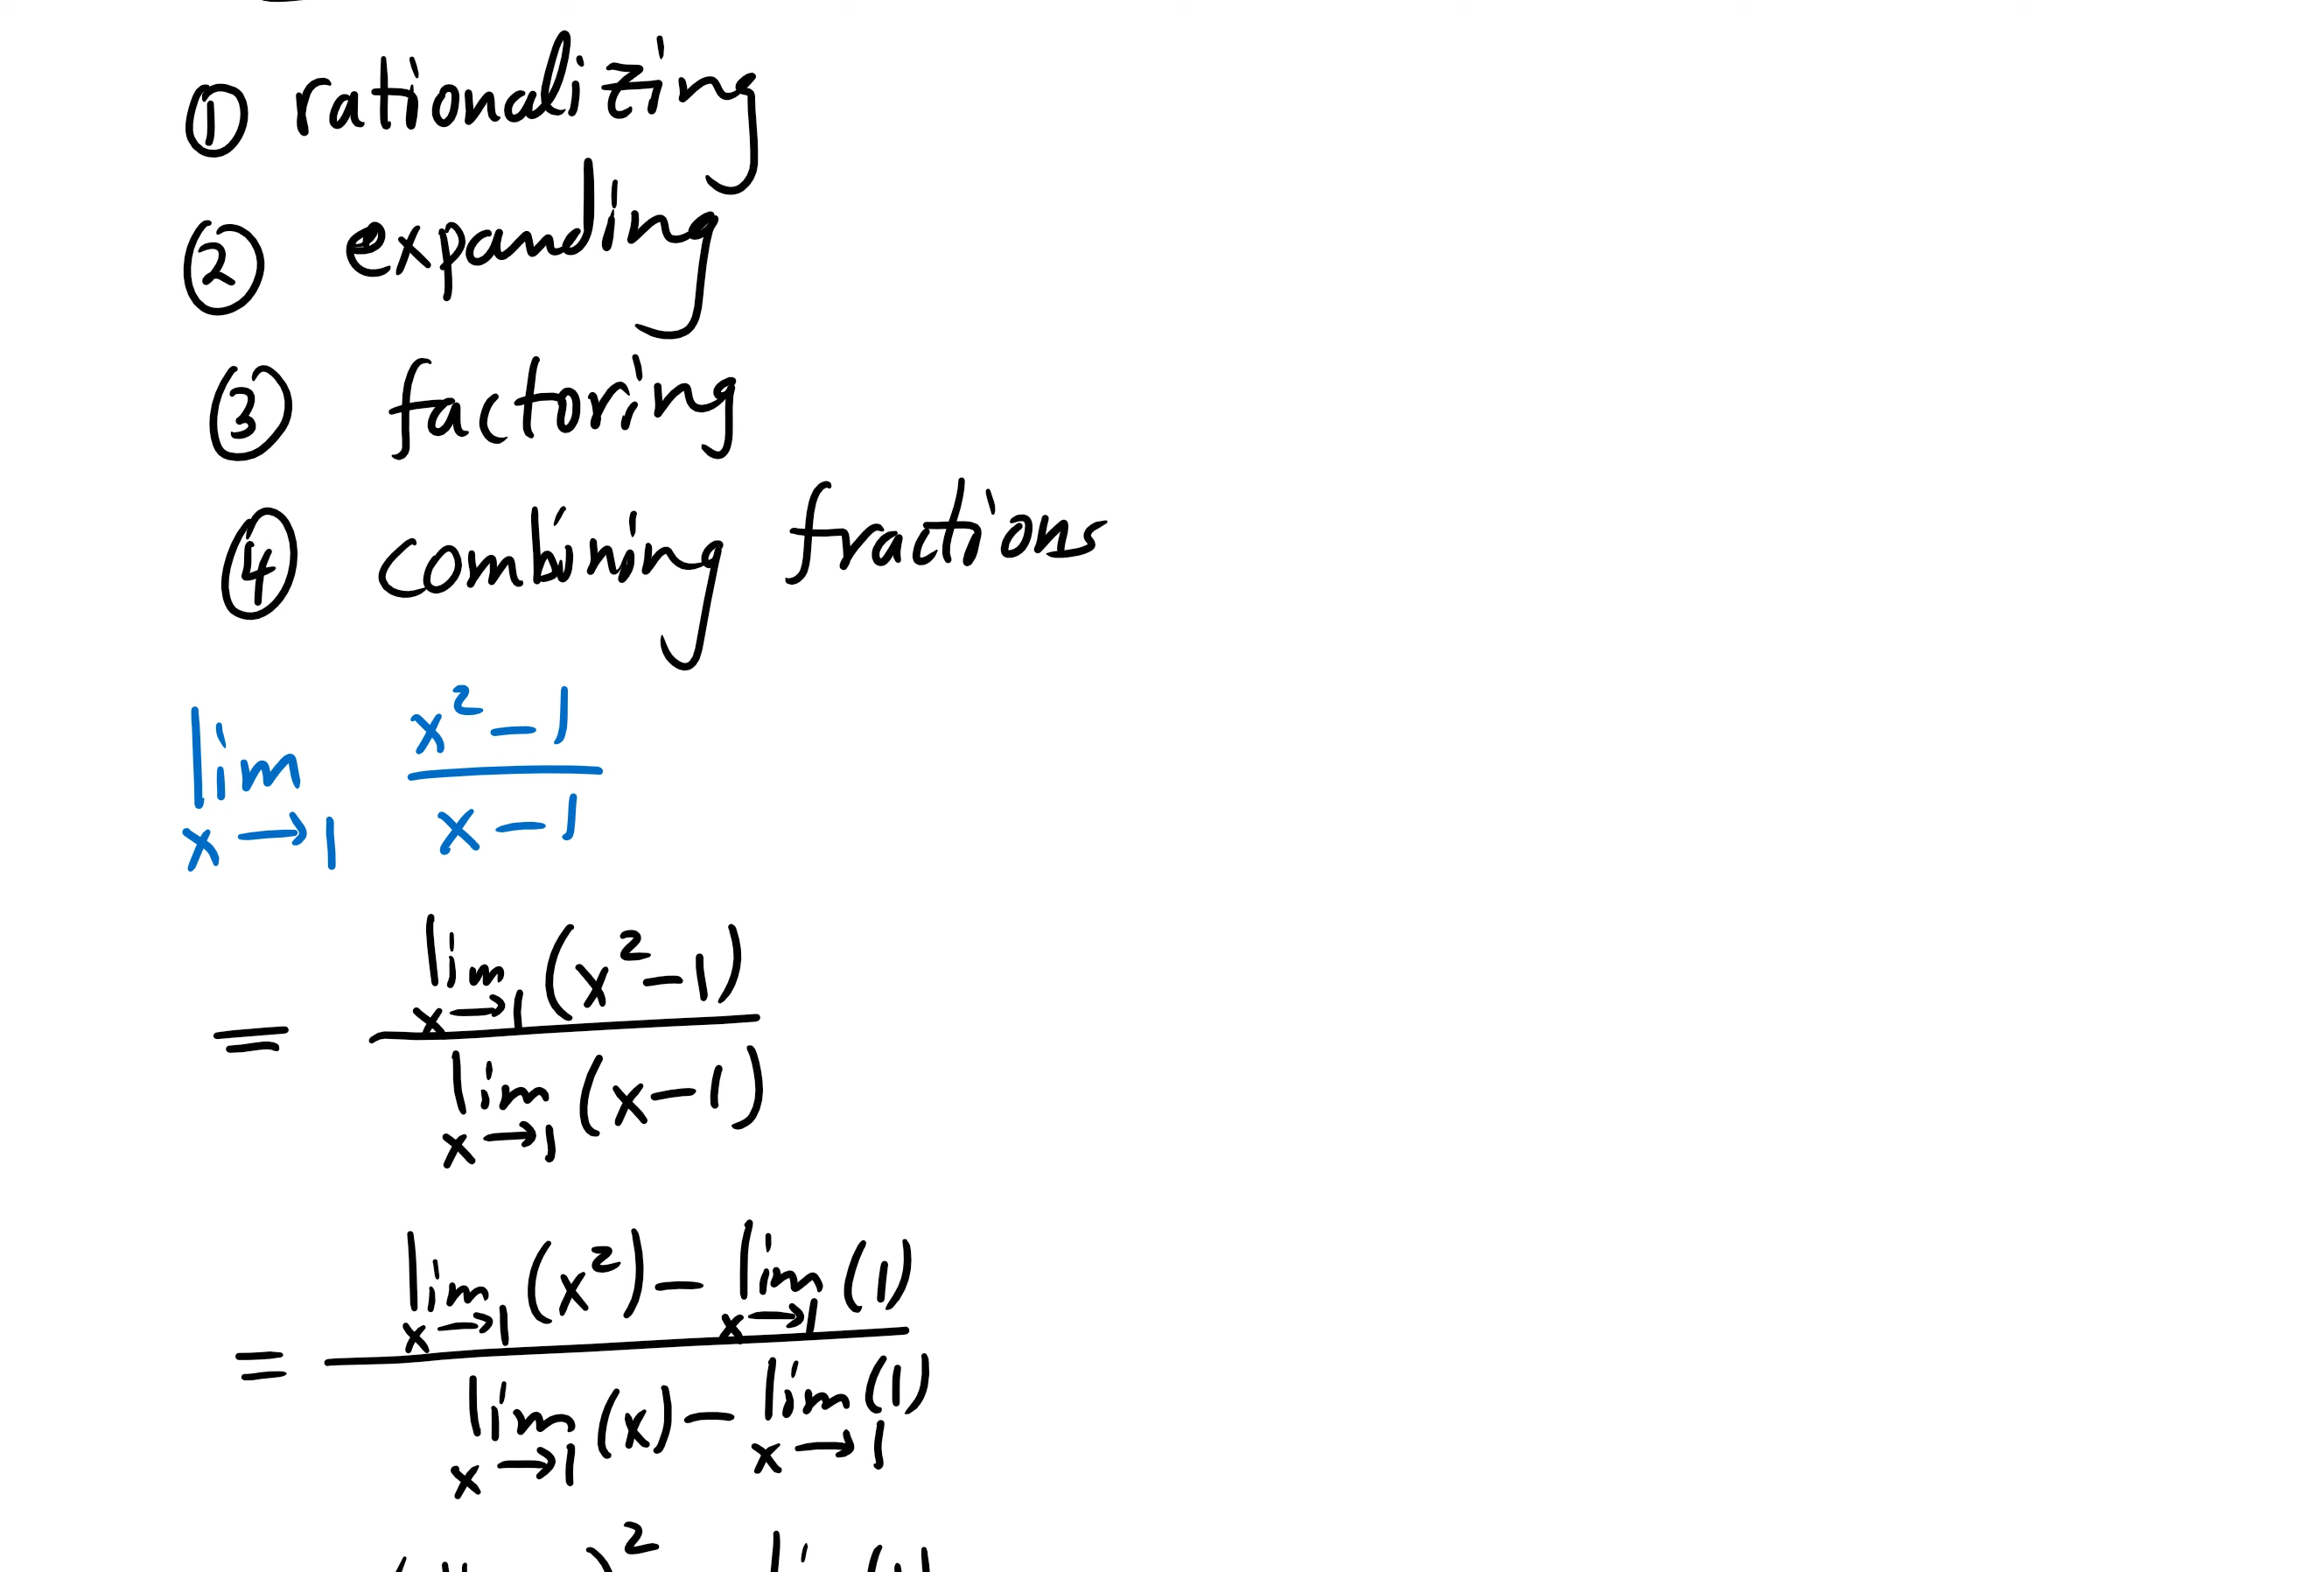 ① rationalizing
② expanding
③ factoring
④ combining fractions
lim x→1 (x² − 1)/(x − 1)
= lim x→1 (x² − 1) / lim x→1 (x − 1)
= (lim x→1 (x²) − lim x→1 (1)) / (lim x→1 (x) − lim x→1 (1))